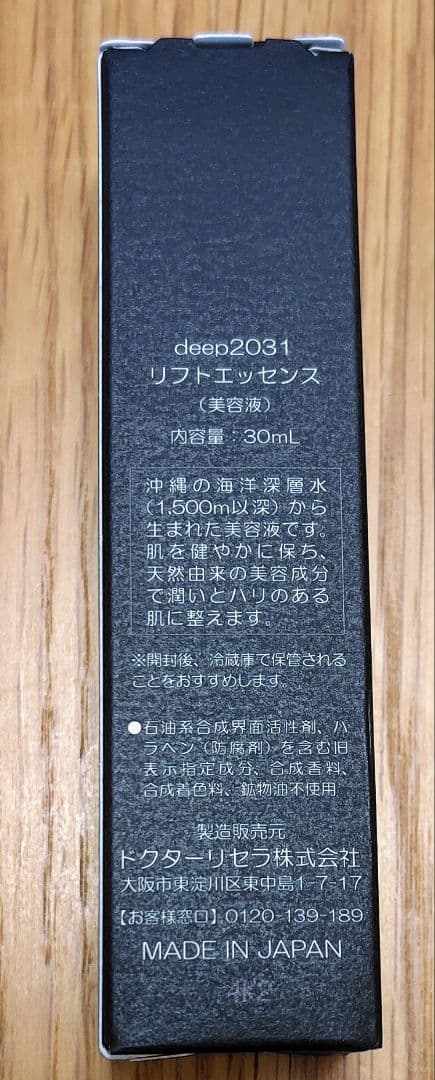 deep2031
リフトエッセンス
(美容液)
内容量:30mL
沖縄の海洋深層水
(1,500m以深)から
生まれた美容液です。
肌を健やかに保ち、
天然由来の美容成分
で潤いとハリのある
肌に整えます。
※開封後、冷蔵庫で保管される
ことをおすすめします
●石油系合成界面活性剤、パ
ラベン(防腐剤)を含む旧
表示指定成分、合成香料、
合成着色料、鉱物油不使用
製造販売元
ドクターリセラ株式会社
大阪市東淀川区東中島1-7-17
【お客様窓口】0120-139-189
MADE IN JAPAN
4K2